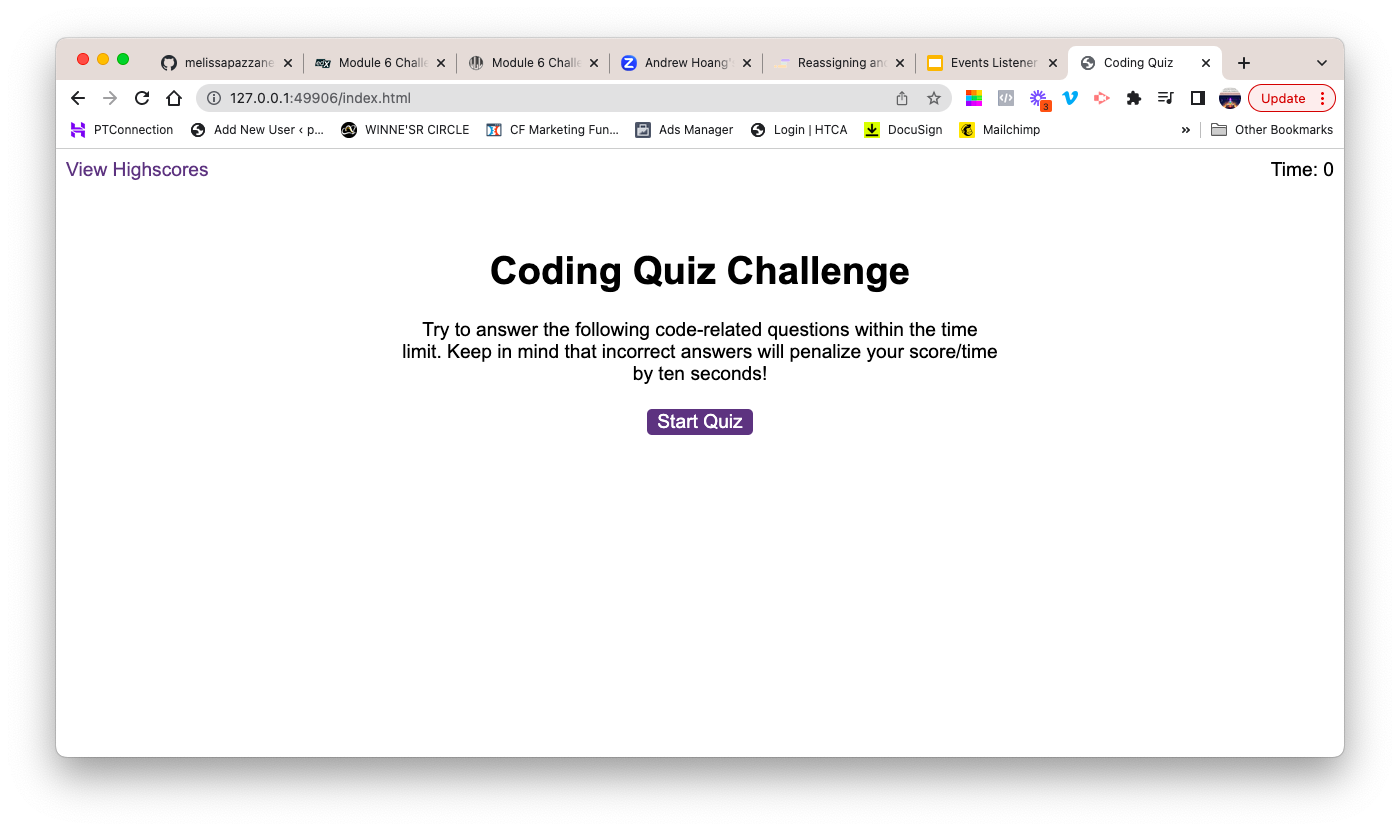 melissapazzane
Module 6 Challe
Module 6 Challe
Andrew Hoang's
Reassigning and
Events Listener
Coding Quiz
127.0.0.1:49906/index.html
3
Update
PTConnection
Add New User ‹ p...
WINNE'SR CIRCLE
CF Marketing Fun...
Ads Manager
Login | HTCA
DocuSign
Mailchimp
»
Other Bookmarks
View Highscores
Time: 0
Coding Quiz Challenge
Try to answer the following code-related questions within the time
limit. Keep in mind that incorrect answers will penalize your score/time
by ten seconds!
Start Quiz